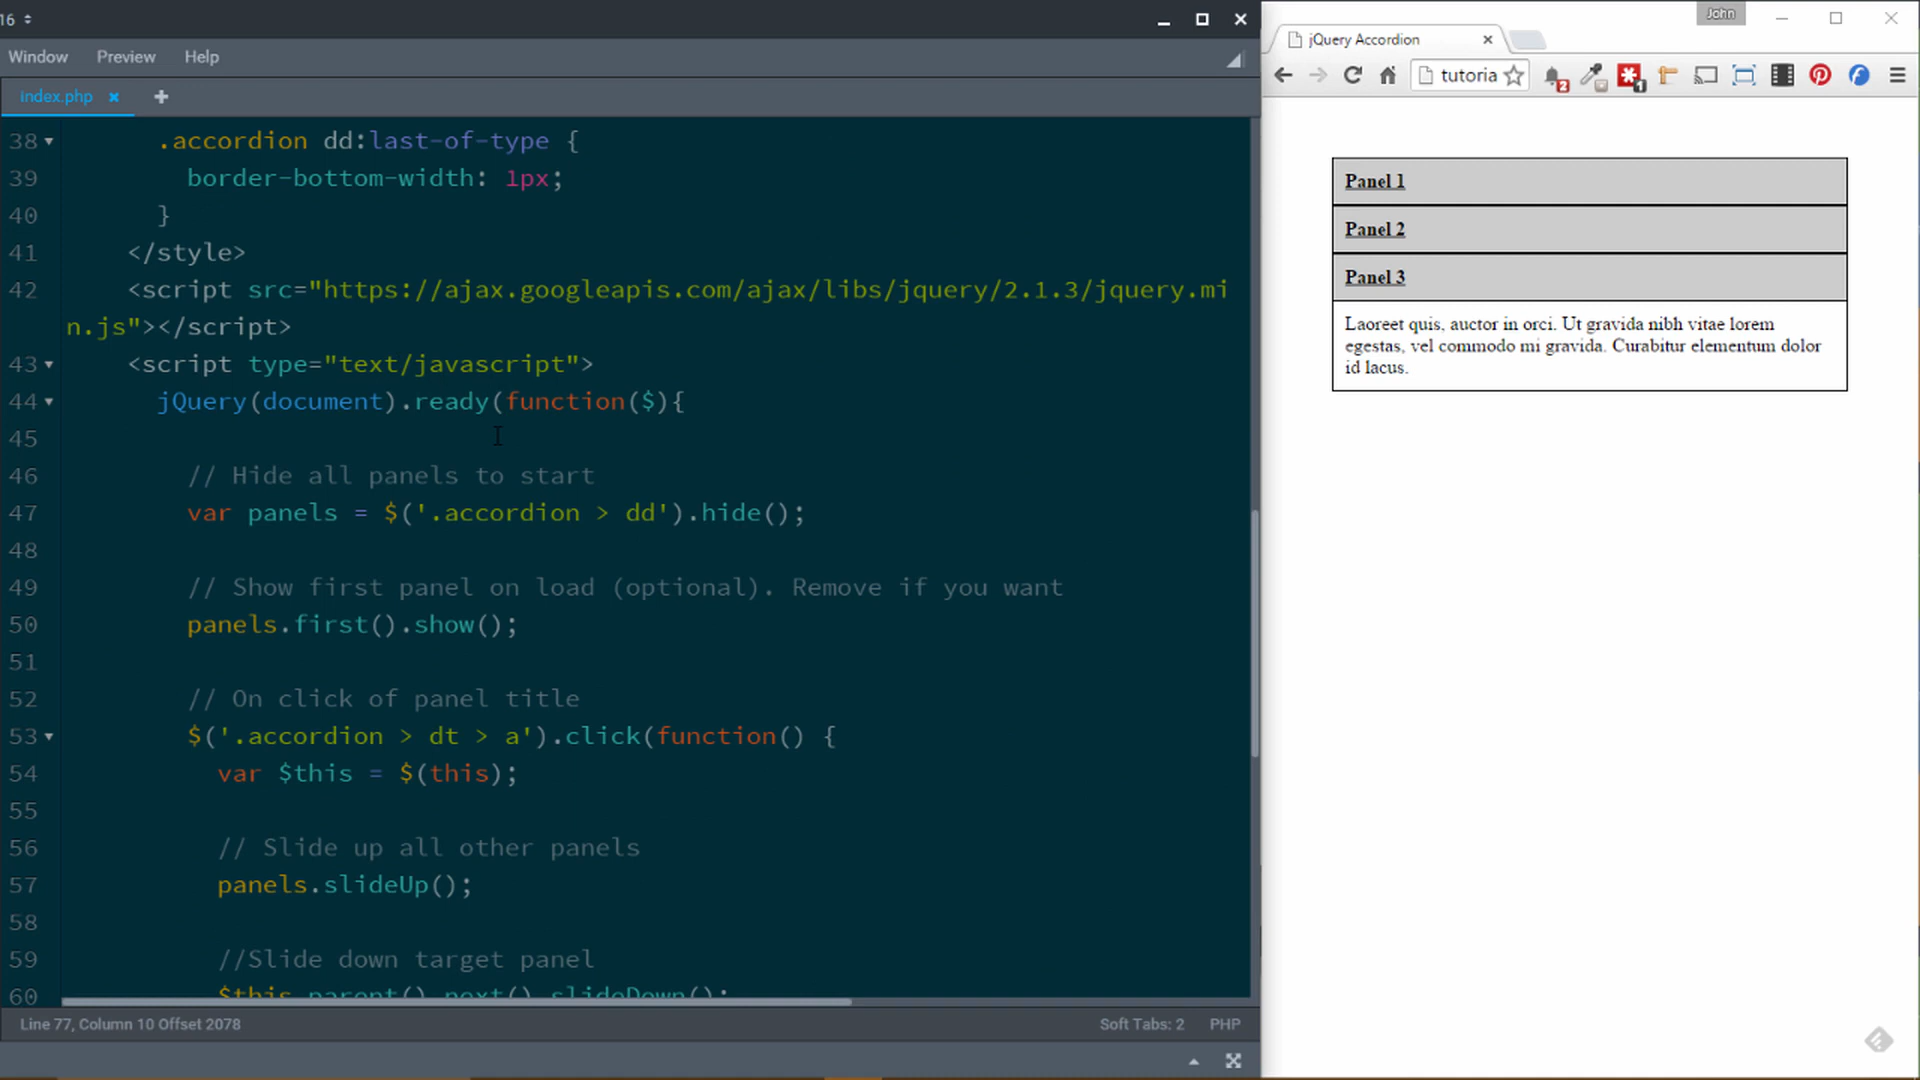 16
Window Preview Help
index.php
38 .accordion dd:last-of-type {
39 border-bottom-width: 1px;
40 }
41 </style>
42 <script src="https://ajax.googleapis.com/ajax/libs/jquery/2.1.3/jquery.mi
n.js"></script>
43 <script type="text/javascript">
44 jQuery(document).ready(function($){
45
46 // Hide all panels to start
47 var panels = $('.accordion > dd').hide();
48
49 // Show first panel on load (optional). Remove if you want
50 panels.first().show();
51
52 // On click of panel title
53 $('.accordion > dt > a').click(function() {
54 var $this = $(this);
55
56 // Slide up all other panels
57 panels.slideUp();
58
59 //Slide down target panel
60 $this.parent().next().slideDown();
Line 77, Column 10 Offset 2078
Soft Tabs: 2 PHP
John
jQuery Accordion
tutoria
2
1
Panel 1
Panel 2
Panel 3
Laoreet quis, auctor in orci. Ut gravida nibh vitae lorem
egestas, vel commodo mi gravida. Curabitur elementum dolor
id lacus.